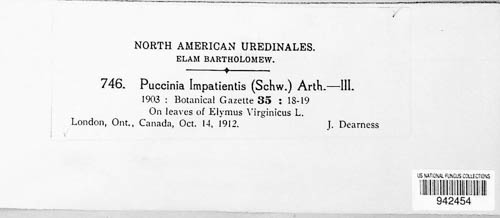 NORTH AMERICAN UREDINALES.
ELAM BARTHOLOMEW.
746. Puccinia Impatientis (Schw.) Arth.—III.
1903 : Botanical Gazette 35 : 18-19
On leaves of Elymus Virginicus L.
London, Ont., Canada, Oct. 14, 1912. J. Dearness
US NATIONAL FUNGUS COLLECTIONS
942454